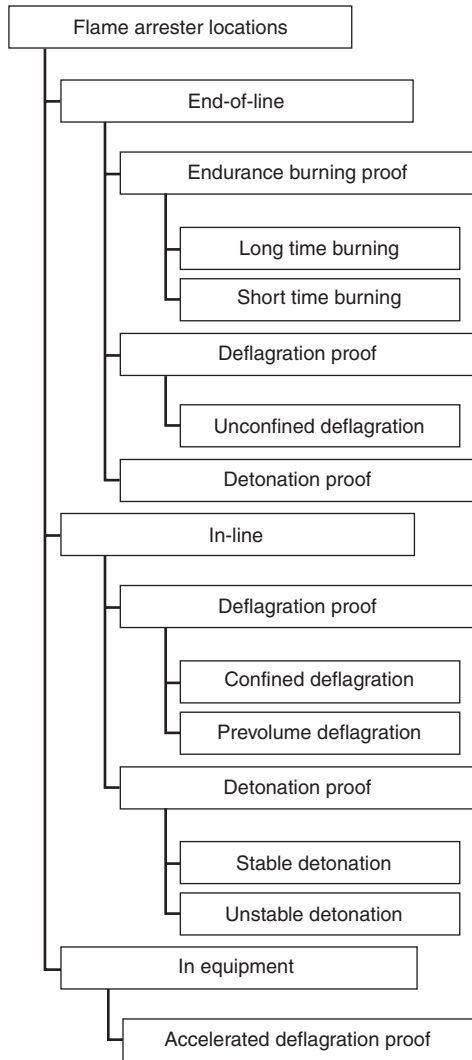 Flame arrester locations
End-of-line
Endurance burning proof
Long time burning
Short time burning
Deflagration proof
Unconfined deflagration
Detonation proof
In-line
Deflagration proof
Confined deflagration
Prevolume deflagration
Detonation proof
Stable detonation
Unstable detonation
In equipment
Accelerated deflagration proof